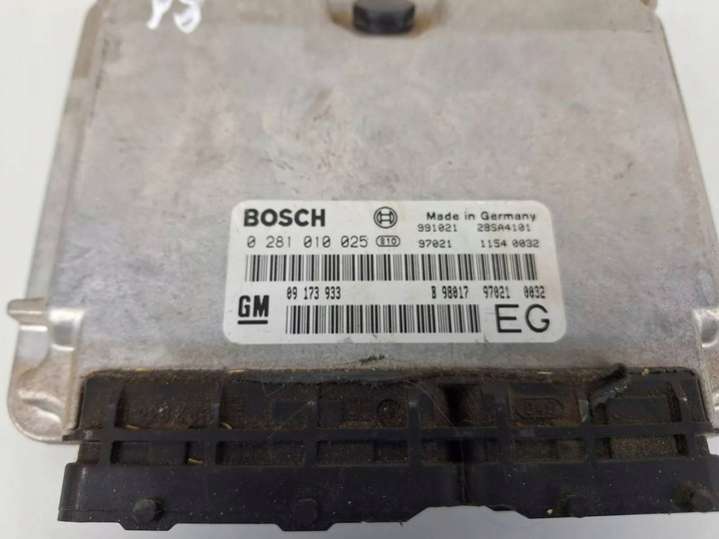 BOSCH Made in Germany
991021 28SA4101
0 281 010 025 810 97021 1154 0032
09 173 933 B 98017 97021 0032
GM EG